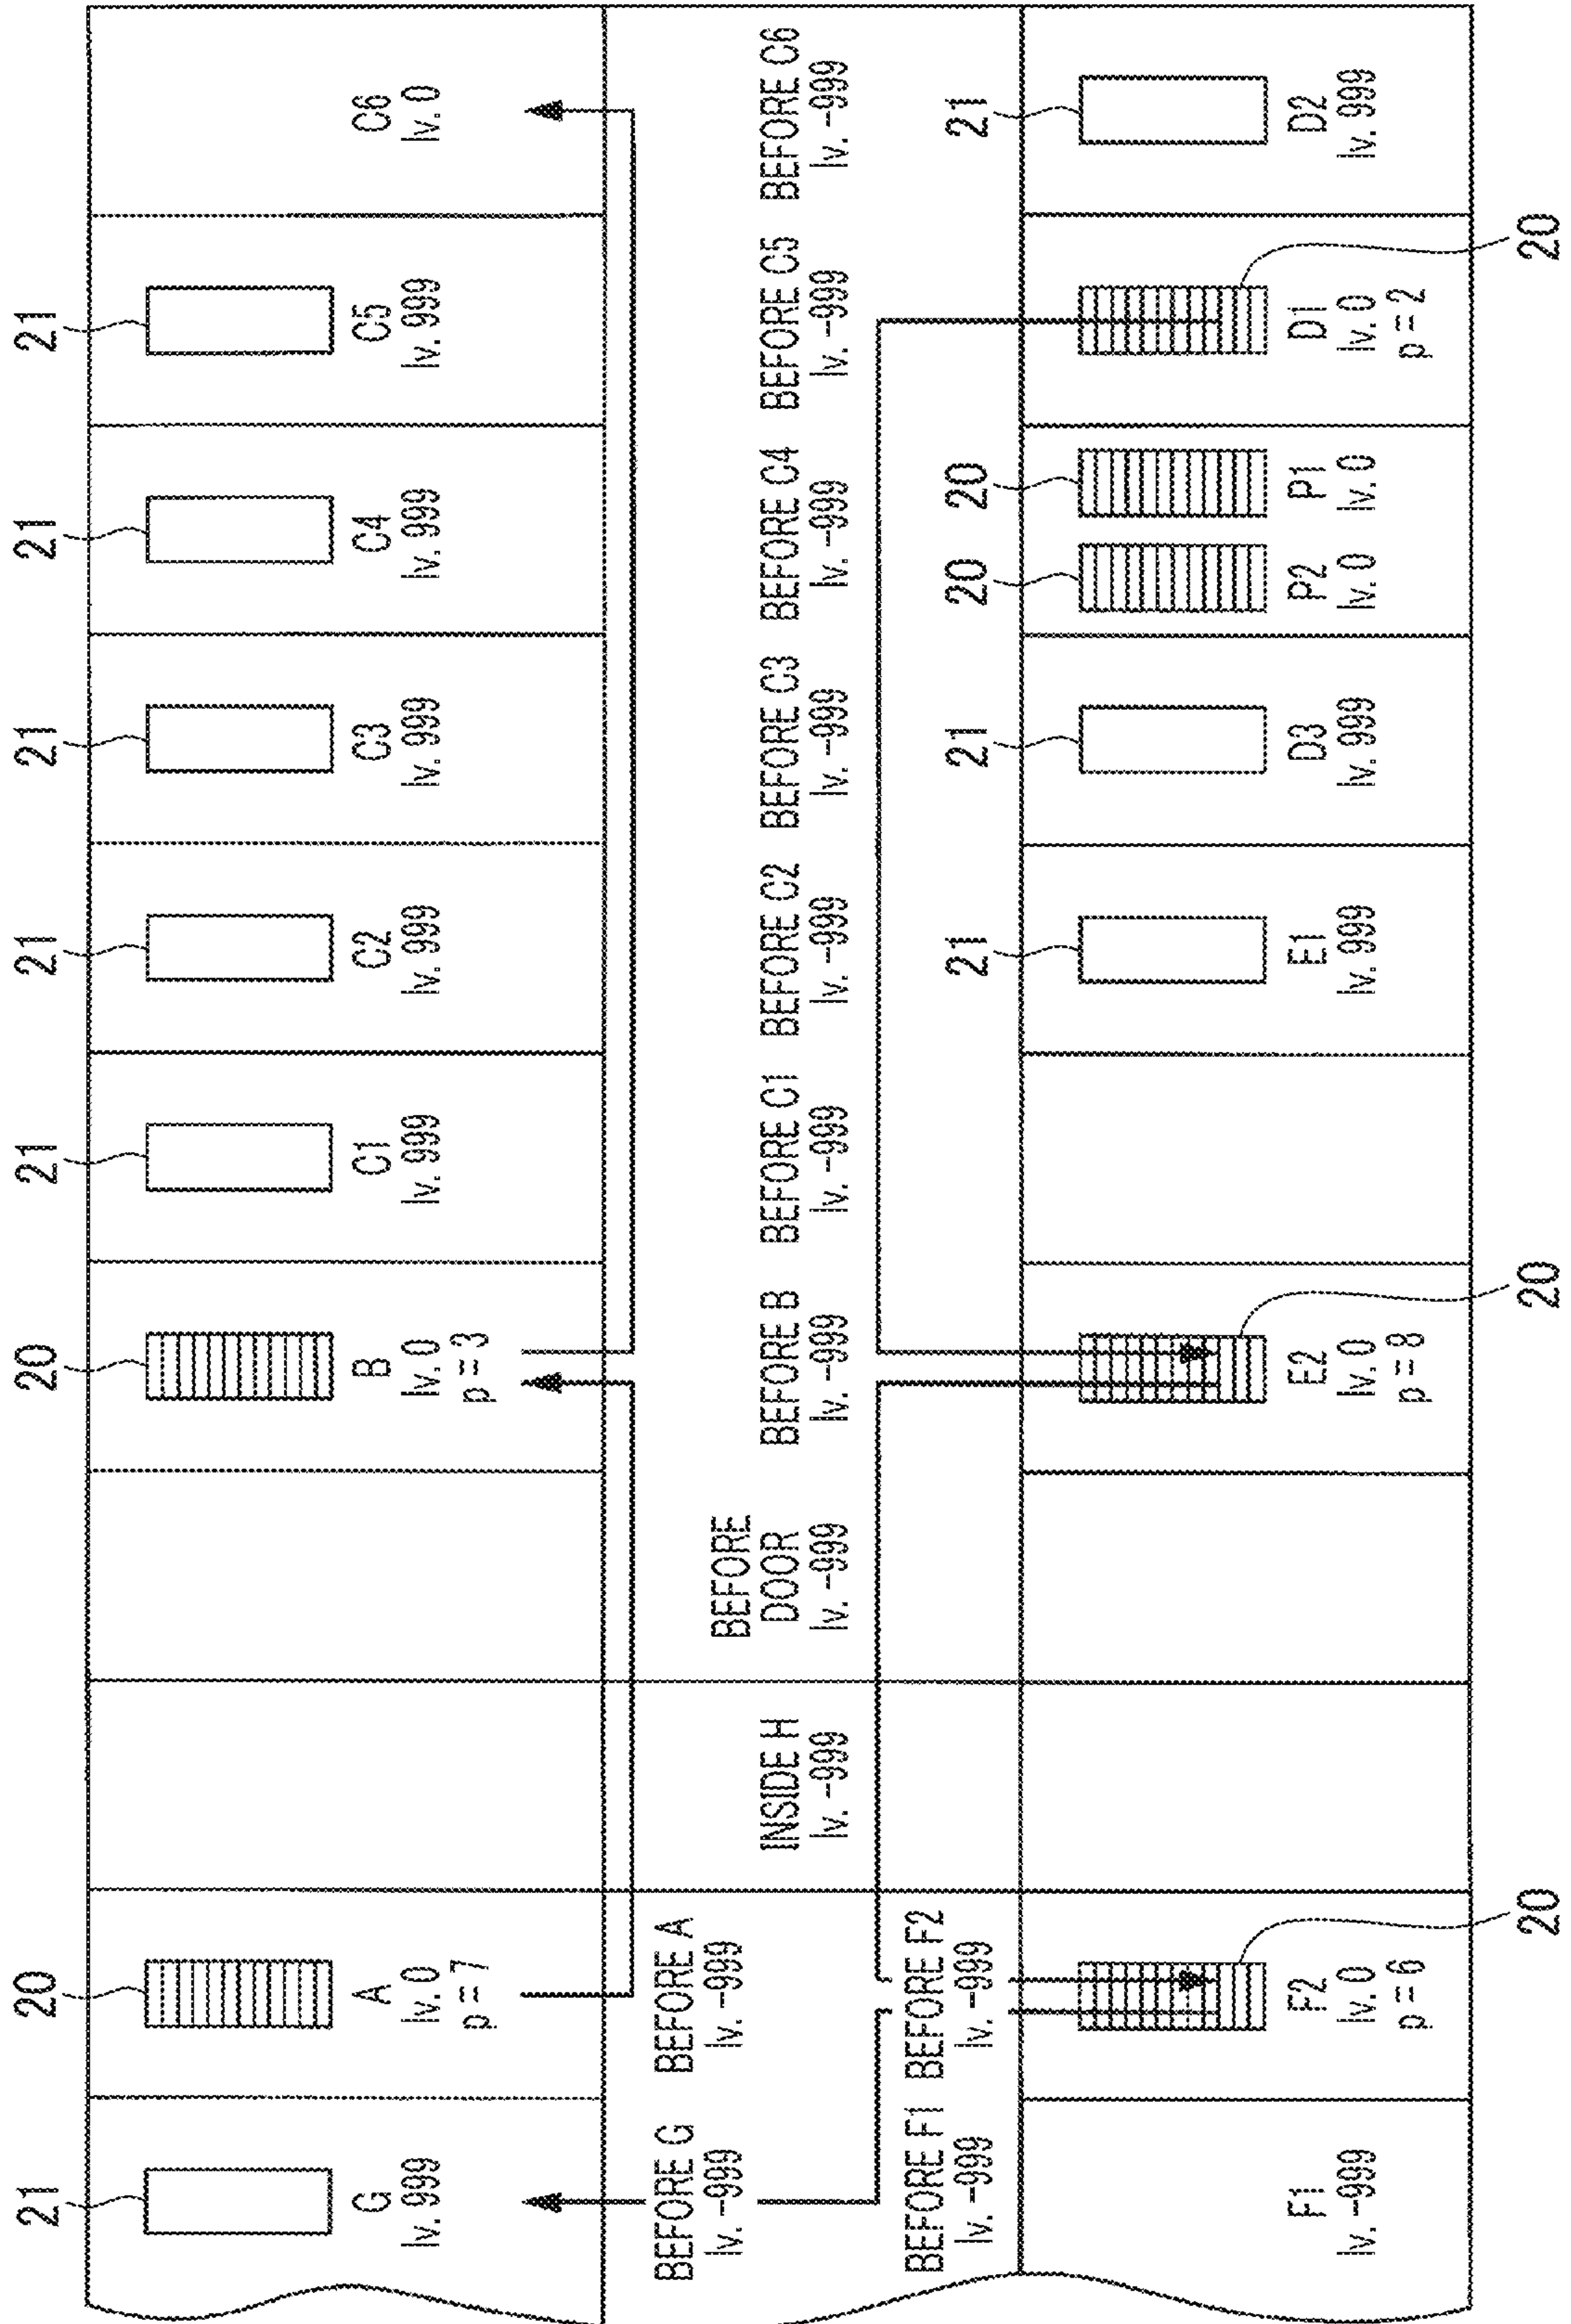 21
G
lv. 999
20
A
lv. 0
p = 7
20
B
lv. 0
p = 3
21
C1
lv. 999
21
C2
lv. 999
21
C3
lv. 999
21
C4
lv. 999
21
C5
lv. 999
C6
lv. 0
BEFORE G
lv. -999
BEFORE A
lv. -999
BEFORE F1
lv. -999
BEFORE F2
lv. -999
INSIDE H
lv. -999
BEFORE
DOOR
lv. -999
BEFORE B
lv. -999
BEFORE C1
lv. -999
BEFORE C2
lv. -999
BEFORE C3
lv. -999
BEFORE C4
lv. -999
BEFORE C5
lv. -999
BEFORE C6
lv. -999
F1
lv. -999
F2
lv. 0
p = 6
20
E2
lv. 0
p = 8
20
21
E1
lv. 999
21
D3
lv. 999
20
P2
lv. 0
20
P1
lv. 0
D1
lv. 0
p = 2
20
21
D2
lv. 999